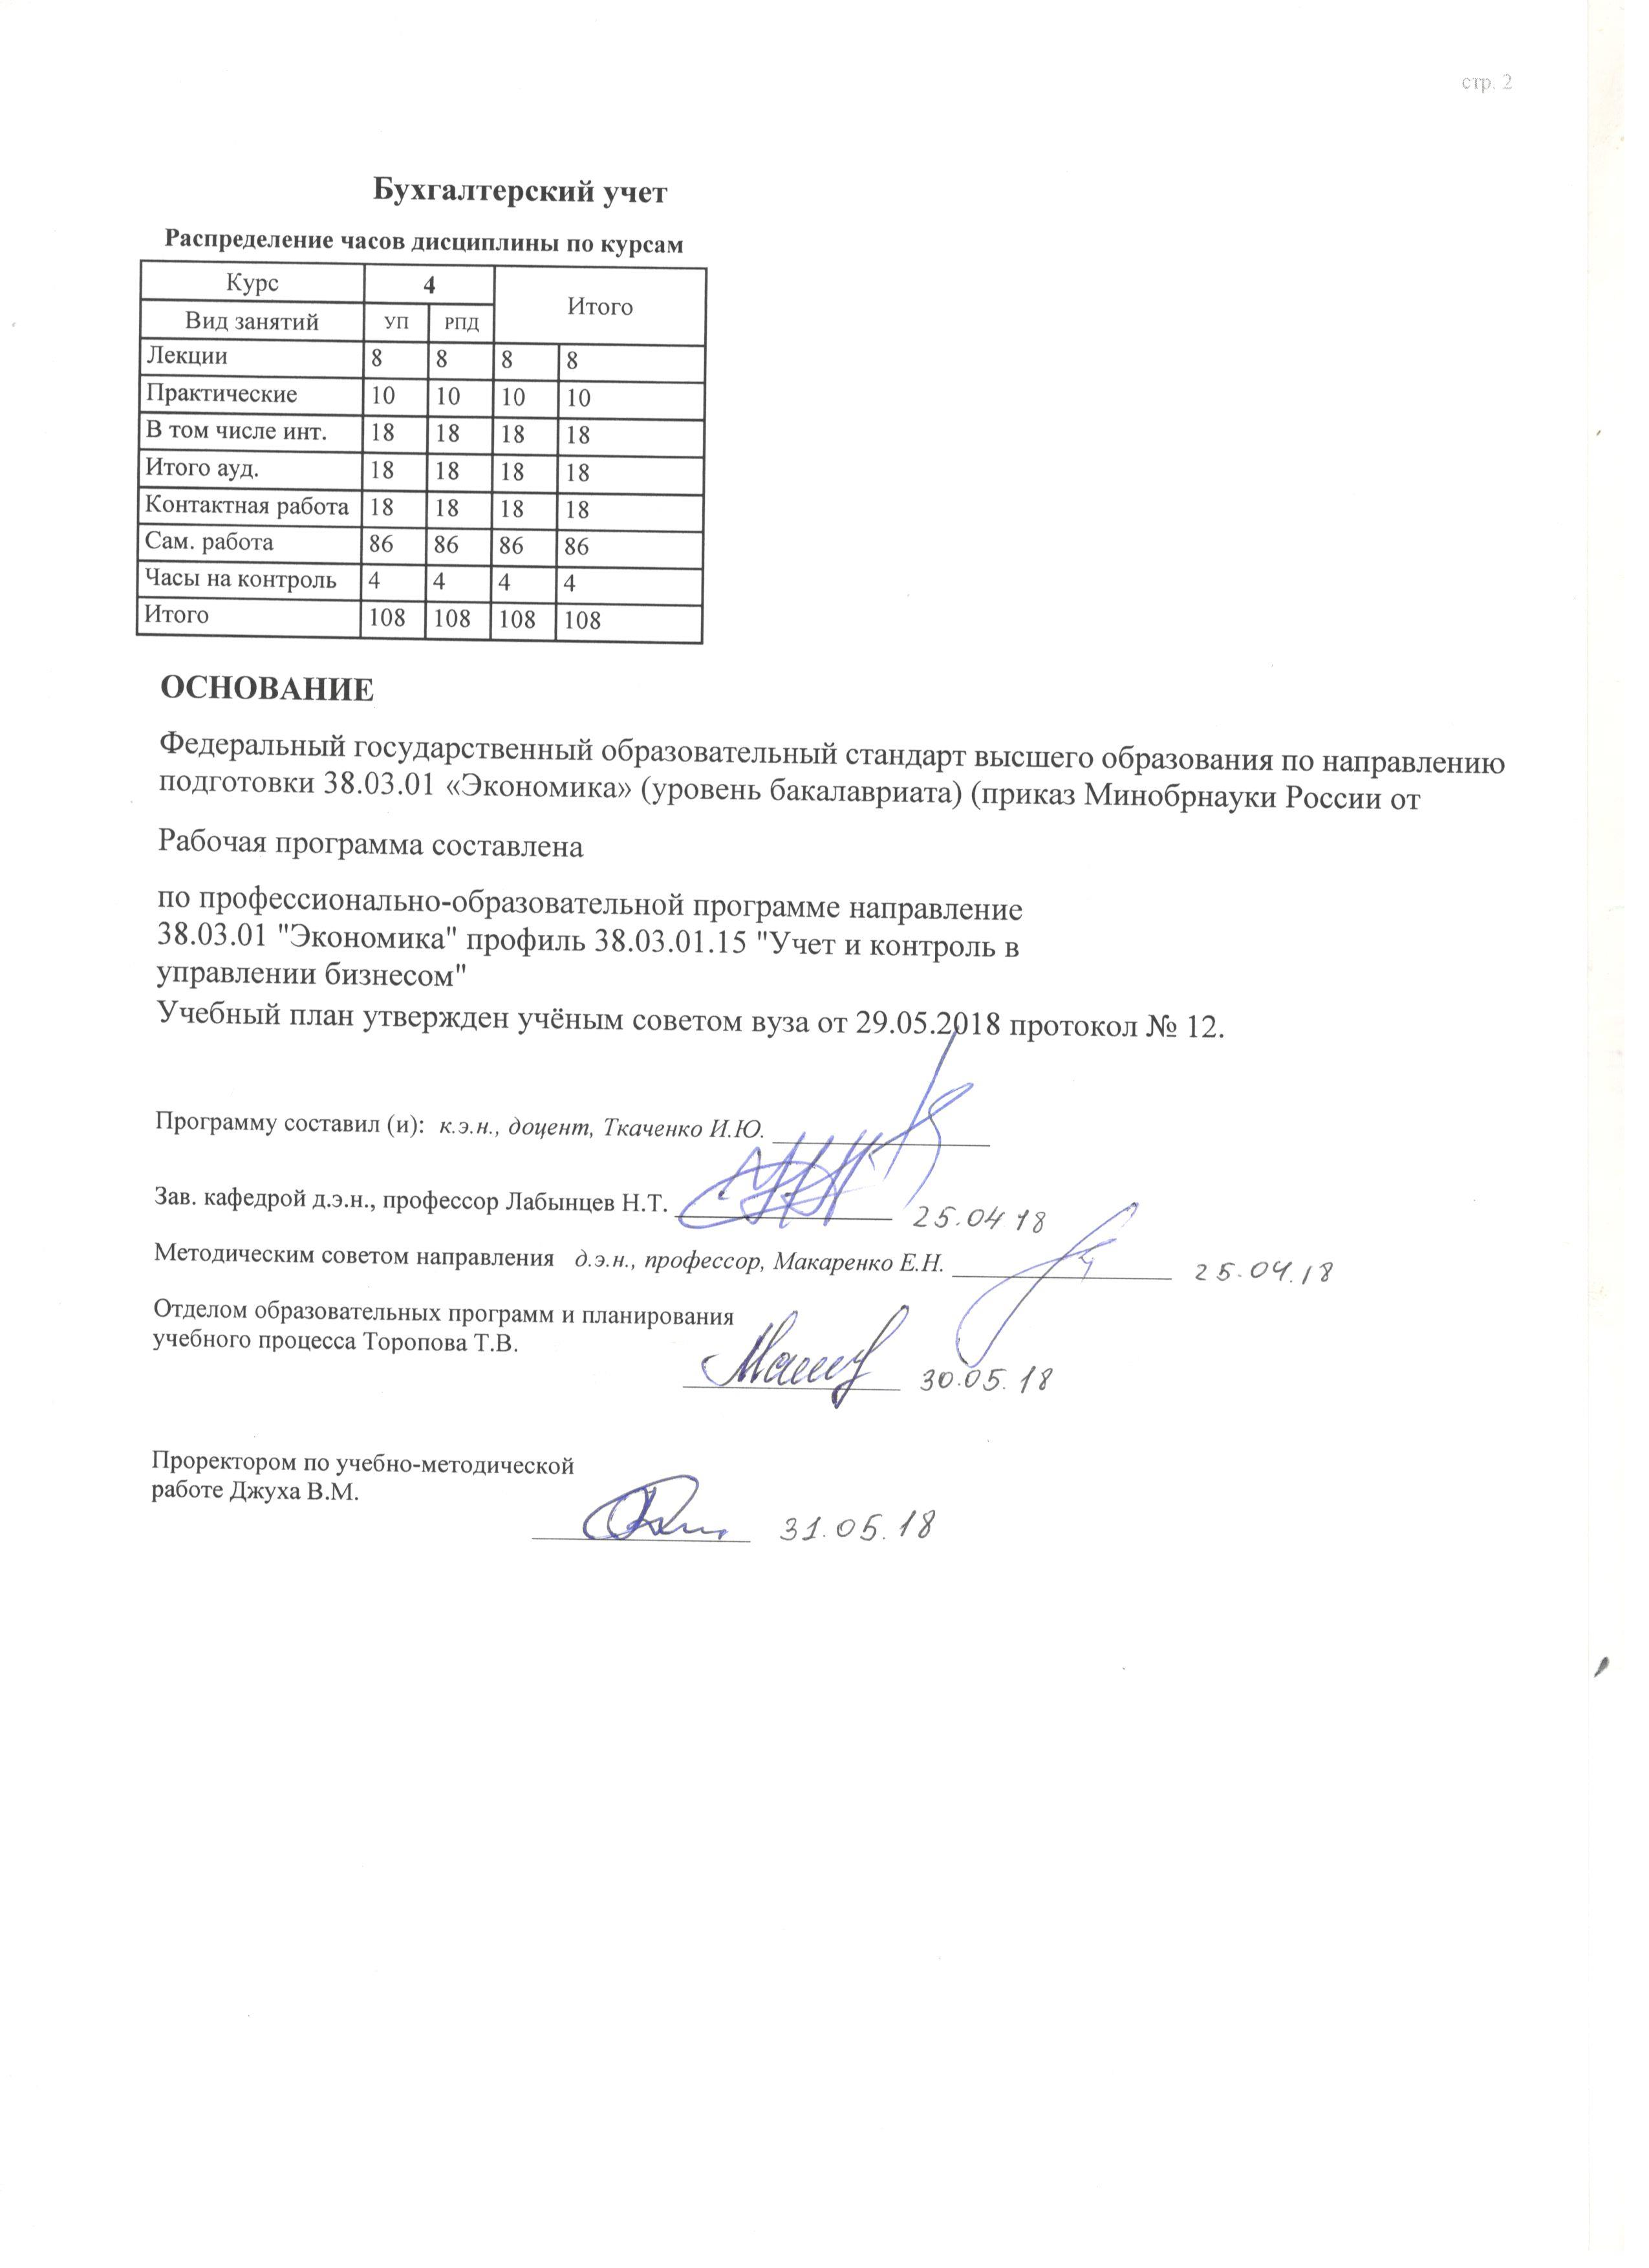 стр. 2
Бухгалтерский учет
Распределение часов дисциплины по курсам
Курс 4 Итого
Вид занятий УП РПД
Лекции 8 8 8 8
Практические 10 10 10 10
В том числе инт. 18 18 18 18
Итого ауд. 18 18 18 18
Контактная работа 18 18 18 18
Сам. работа 86 86 86 86
Часы на контроль 4 4 4 4
Итого 108 108 108 108
ОСНОВАНИЕ
Федеральный государственный образовательный стандарт высшего образования по направлению
подготовки 38.03.01 «Экономика» (уровень бакалавриата) (приказ Минобрнауки России от
Рабочая программа составлена
по профессионально-образовательной программе направление
38.03.01 "Экономика" профиль 38.03.01.15 "Учет и контроль в
управлении бизнесом"
Учебный план утвержден учёным советом вуза от 29.05.2018 протокол № 12.
Программу составил (и): к.э.н., доцент, Ткаченко И.Ю.
Зав. кафедрой д.э.н., профессор Лабынцев Н.Т. 25.04 18
Методическим советом направления д.э.н., профессор, Макаренко Е.Н. 25.04.18
Отделом образовательных программ и планирования
учебного процесса Торопова Т.В.
30.05.18
Проректором по учебно-методической
работе Джуха В.М.
31.05.18